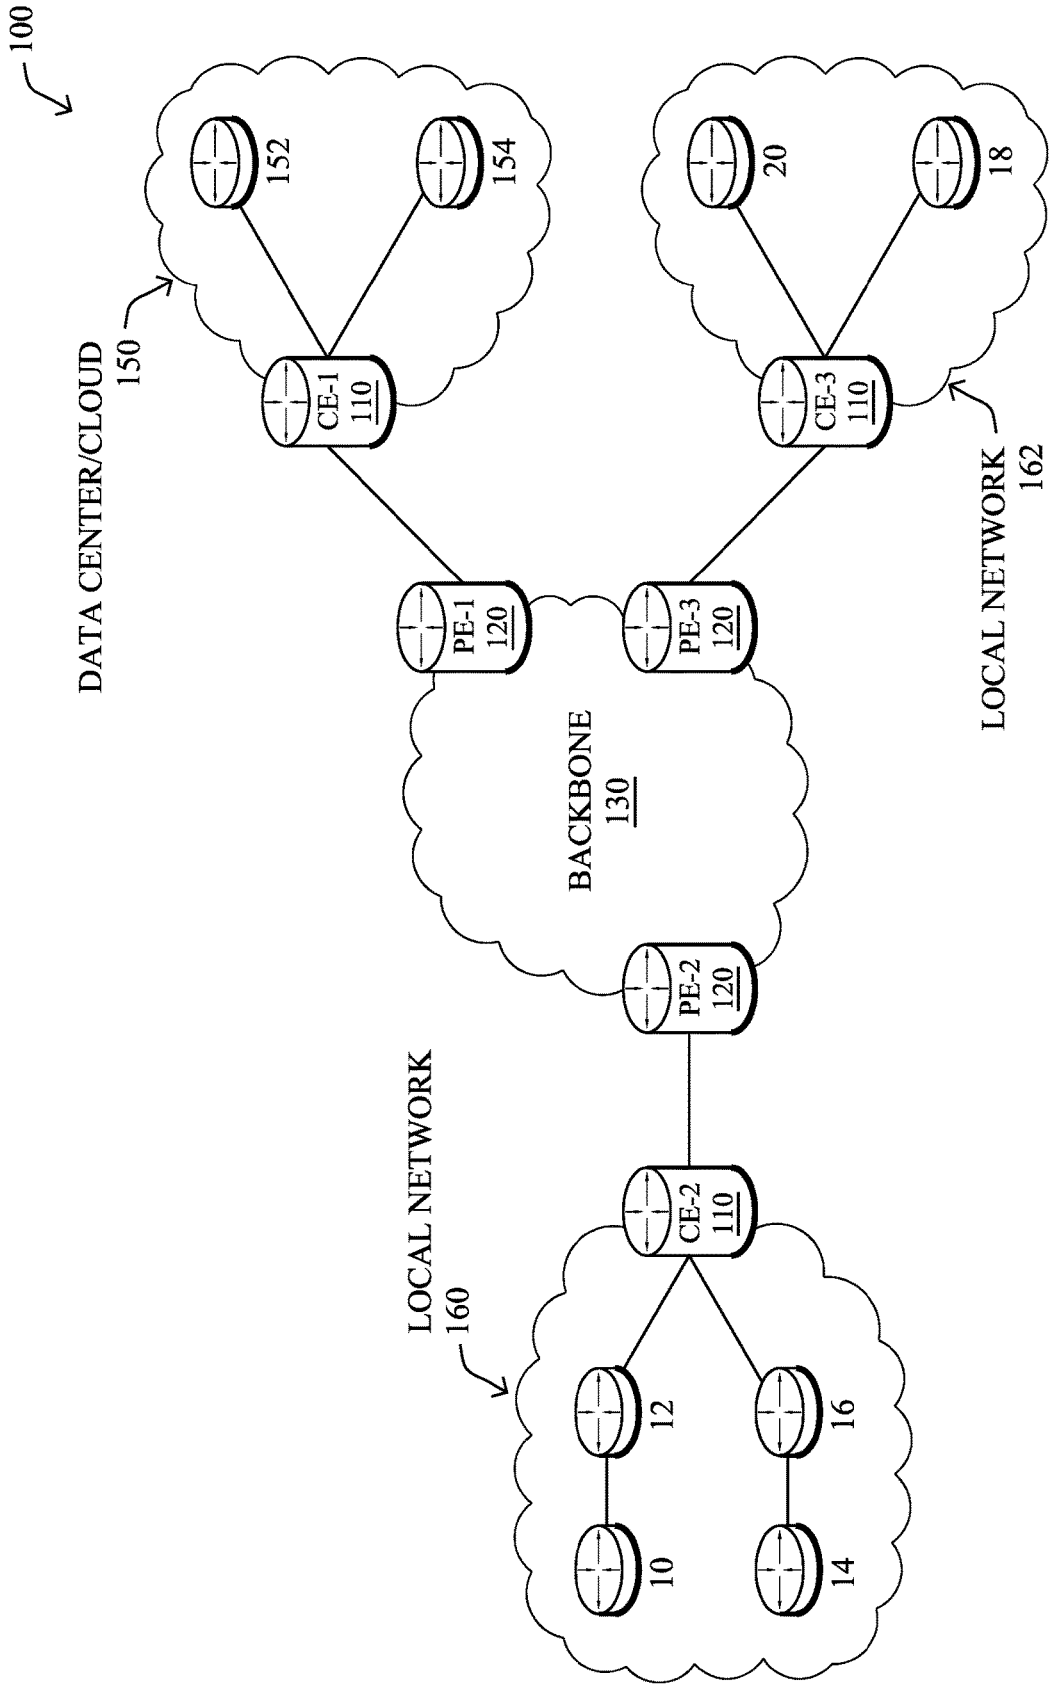 100
DATA CENTER/CLOUD
150
152
154
CE-1
110
PE-1
120
BACKBONE
130
PE-3
120
CE-3
110
20
18
LOCAL NETWORK
162
PE-2
120
CE-2
110
LOCAL NETWORK
160
12
10
16
14